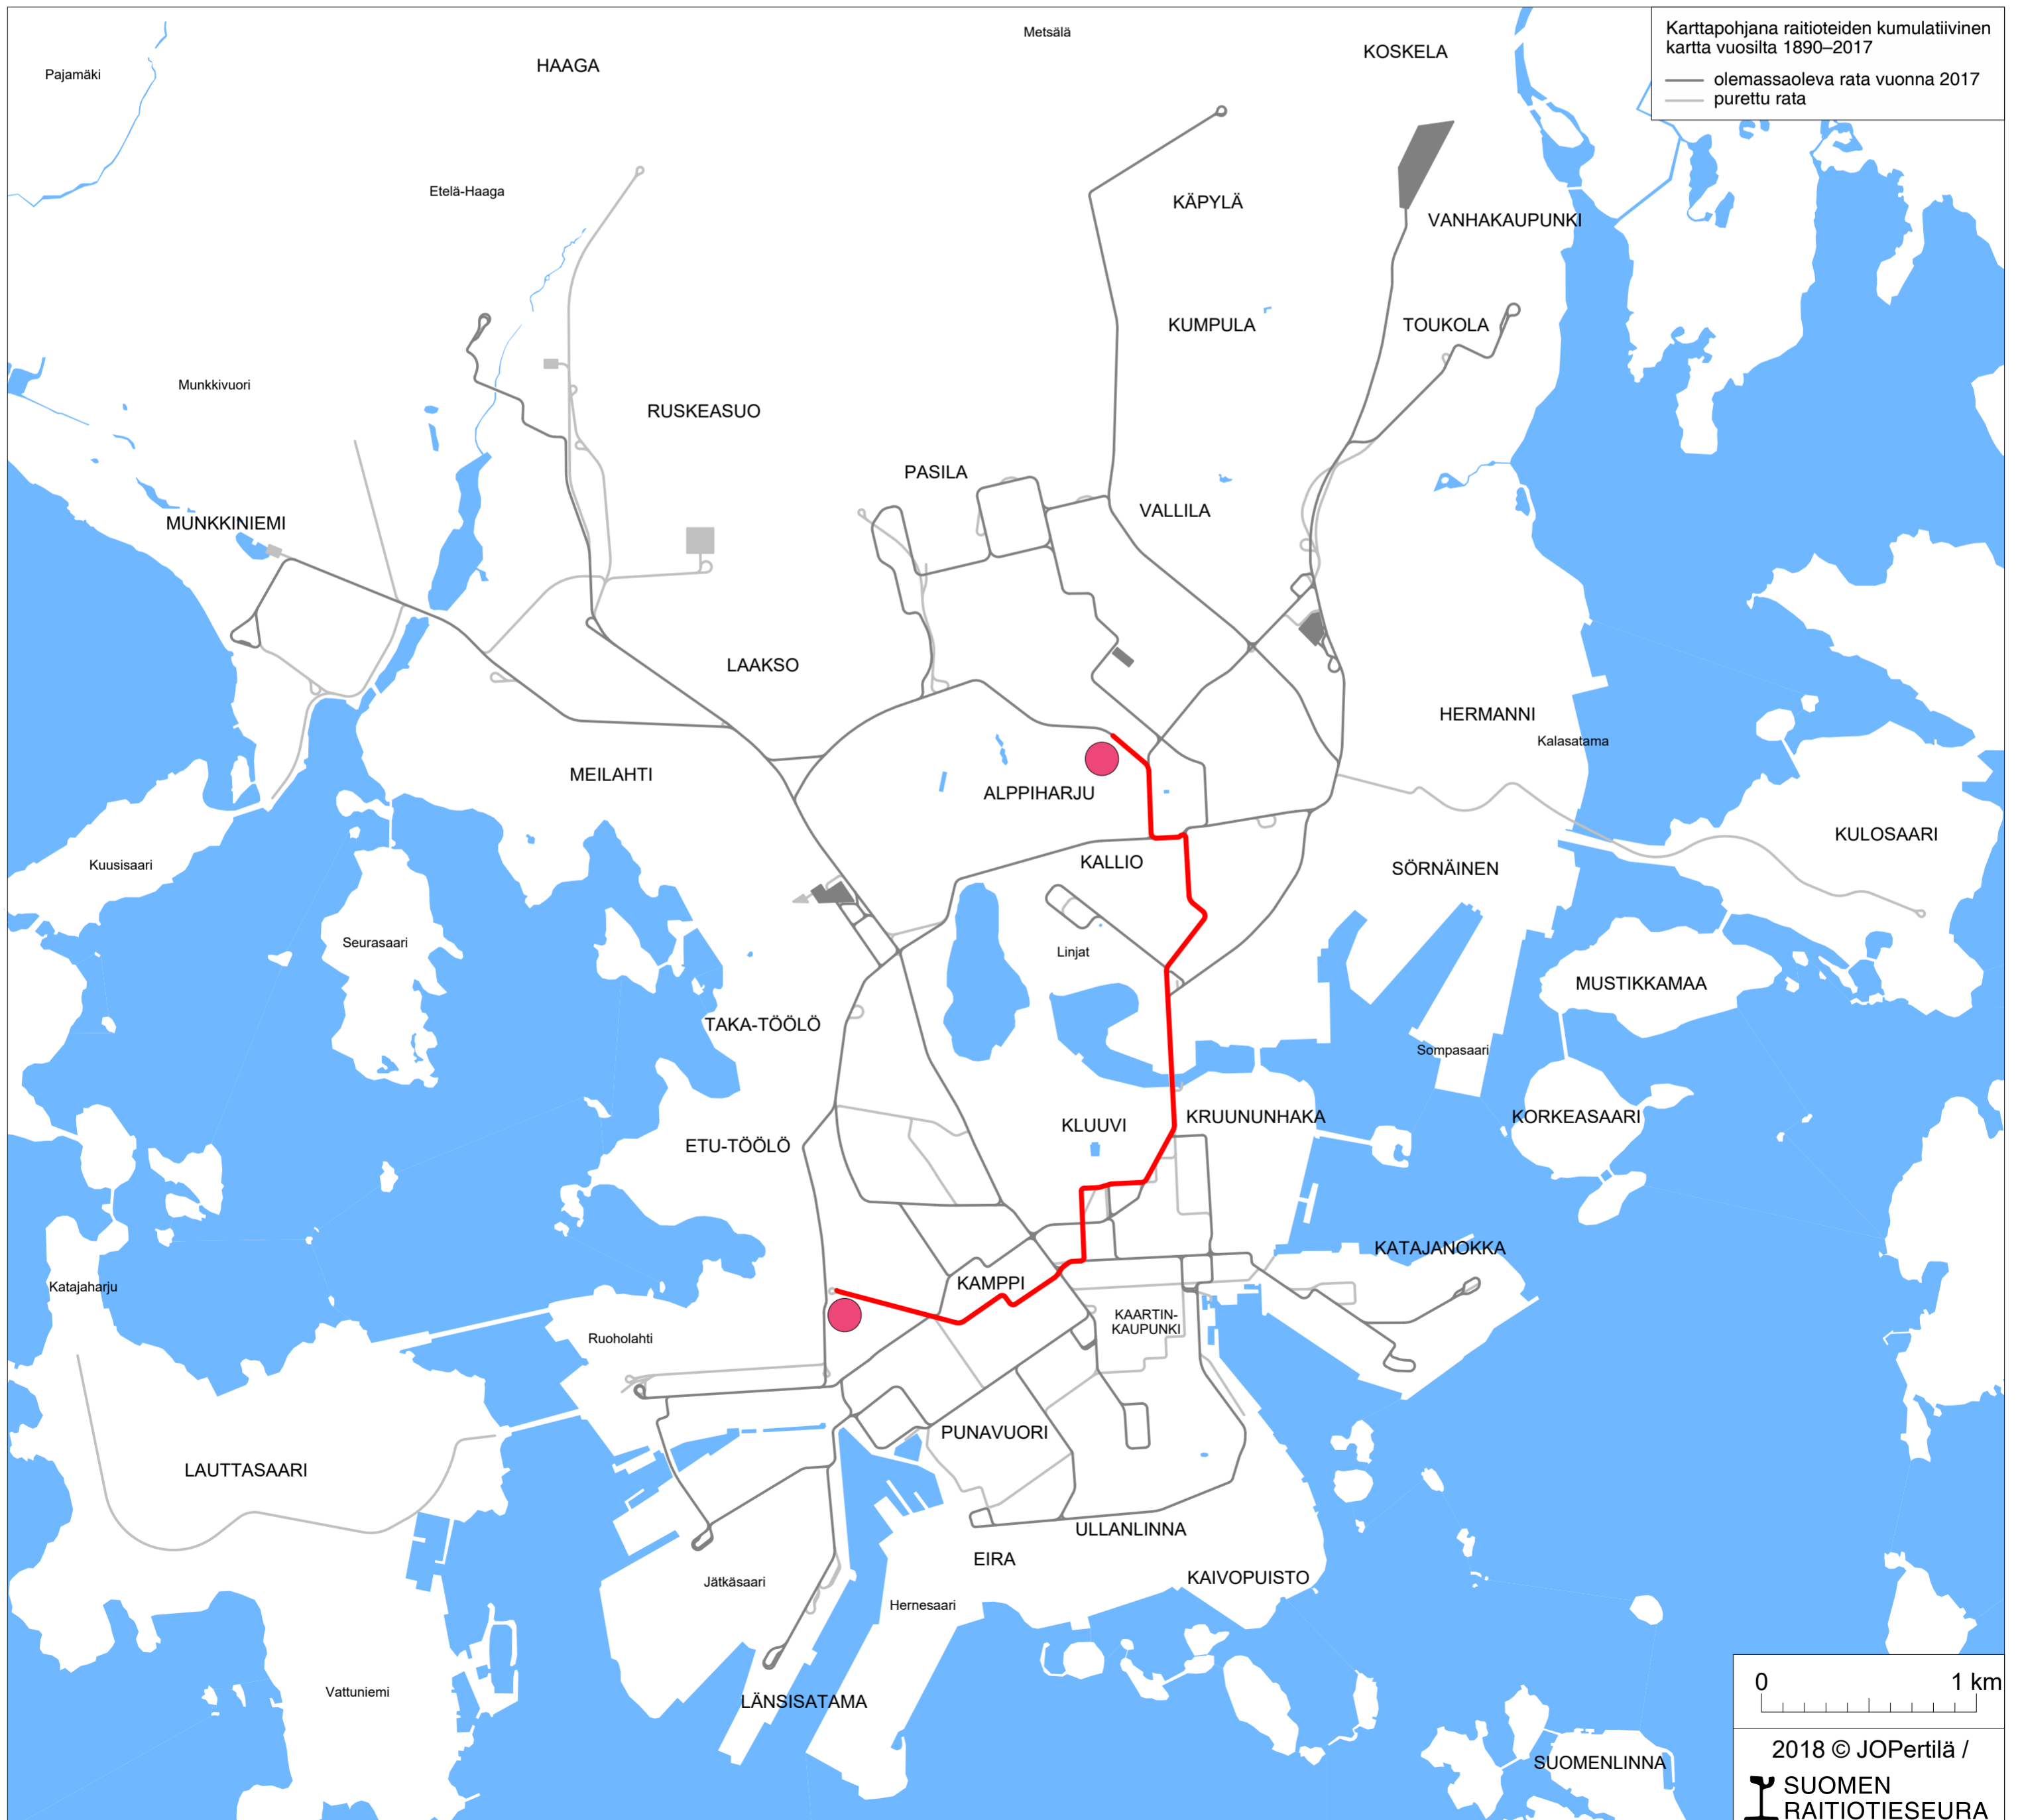 Karttapohjana raitioteiden kumulatiivinen
kartta vuosilta 1890–2017
olemassaoleva rata vuonna 2017
purettu rata
Metsälä
KOSKELA
HAAGA
Pajamäki
Etelä-Haaga
KÄPYLÄ
VANHAKAUPUNKI
KUMPULA
TOUKOLA
Munkkivuori
RUSKEASUO
PASILA
VALLILA
MUNKKINIEMI
LAAKSO
HERMANNI
Kalasatama
MEILAHTI
ALPPIHARJU
KULOSAARI
Kuusisaari
KALLIO
SÖRNÄINEN
Seurasaari
Linjat
MUSTIKKAMAA
TAKA-TÖÖLÖ
Sompasaari
KLUUVI
KRUUNUNHAKA
KORKEASAARI
ETU-TÖÖLÖ
KATAJANOKKA
Katajaharju
KAMPPI
KAARTIN-
KAUPUNKI
Ruoholahti
PUNAVUORI
LAUTTASAARI
ULLANLINNA
EIRA
Jätkäsaari
KAIVOPUISTO
Hernesaari
Vattuniemi
LÄNSISATAMA
SUOMENLINNA
0 1 km
2018 © JOPertilä /
SUOMEN
RAITIOTIESEURA